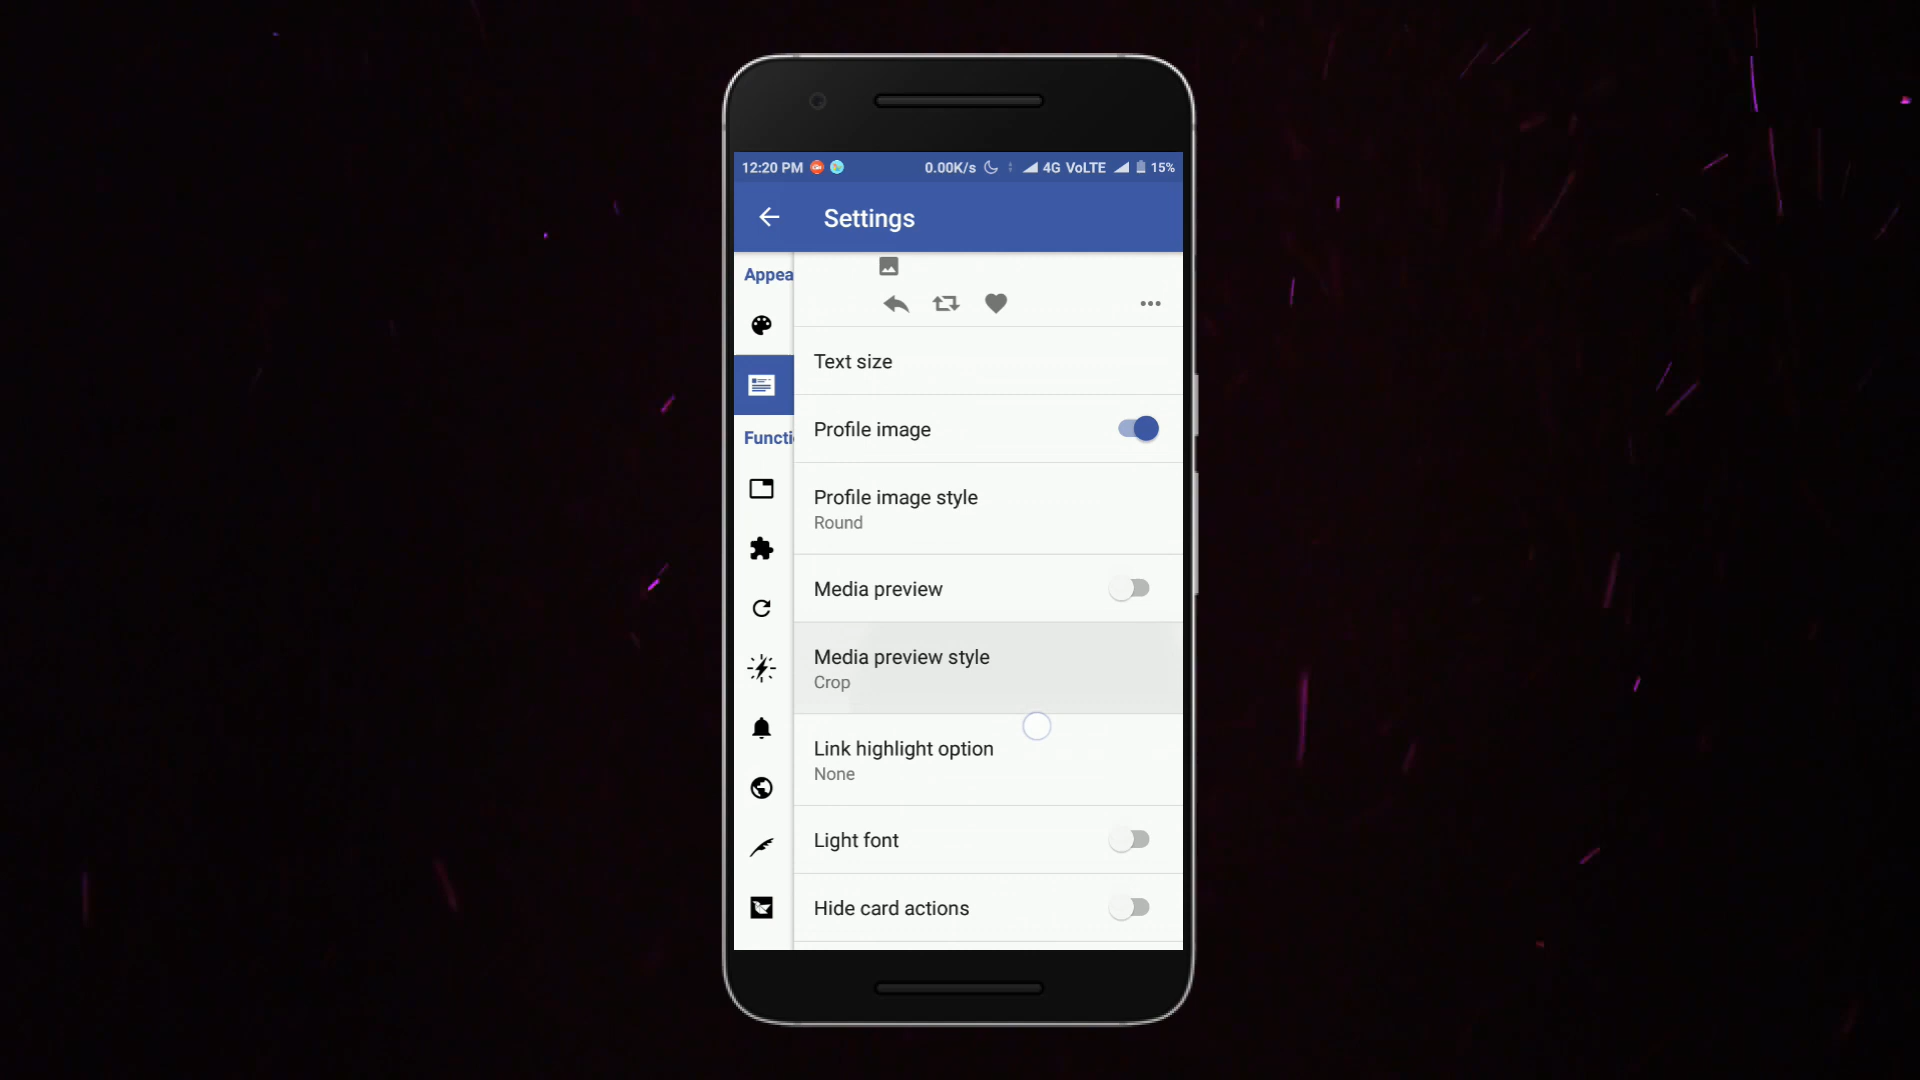 12:20 PM 0.00K/s 4G VoLTE 15%
Settings
Appea
Text size
Profile image
Functi
Profile image style
Round
Media preview
Media preview style
Crop
Link highlight option
None
Light font
Hide card actions